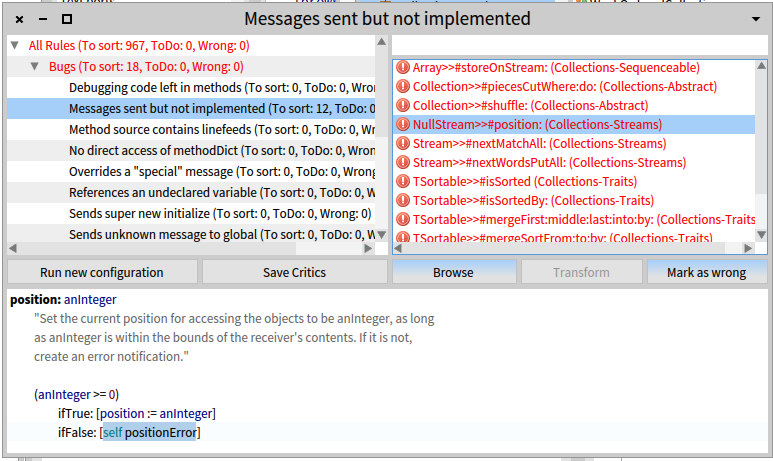 Messages sent but not implemented
All Rules (To sort: 967, ToDo: 0, Wrong: 0)
Bugs (To sort: 18, ToDo: 0, Wrong: 0)
Debugging code left in methods (To sort: 0, ToDo: 0, Wron
Messages sent but not implemented (To sort: 12, ToDo: 0
Method source contains linefeeds (To sort: 0, ToDo: 0, Wr
No direct access of methodDict (To sort: 0, ToDo: 0, Wron
Overrides a "special" message (To sort: 0, ToDo: 0, Wrong
References an undeclared variable (To sort: 0, ToDo: 0, W
Sends super new initialize (To sort: 0, ToDo: 0, Wrong: 0)
Sends unknown message to global (To sort: 0, ToDo: 0, W
Array>>#storeOnStream: (Collections-Sequenceable)
Collection>>#piecesCutWhere:do: (Collections-Abstract)
Collection>>#shuffle: (Collections-Abstract)
NullStream>>#position: (Collections-Streams)
Stream>>#nextMatchAll: (Collections-Streams)
Stream>>#nextWordsPutAll: (Collections-Streams)
TSortable>>#isSorted (Collections-Traits)
TSortable>>#isSortedBy: (Collections-Traits)
TSortable>>#mergeFirst:middle:last:into:by: (Collections-Traits
TSortable>>#mergeSortFrom:to:by: (Collections-Traits)
Run new configuration
Save Critics
Browse
Transform
Mark as wrong
position: anInteger
"Set the current position for accessing the objects to be anInteger, as long
as anInteger is within the bounds of the receiver's contents. If it is not,
create an error notification."
(anInteger >= 0)
ifTrue: [position := anInteger]
ifFalse: [self positionError]